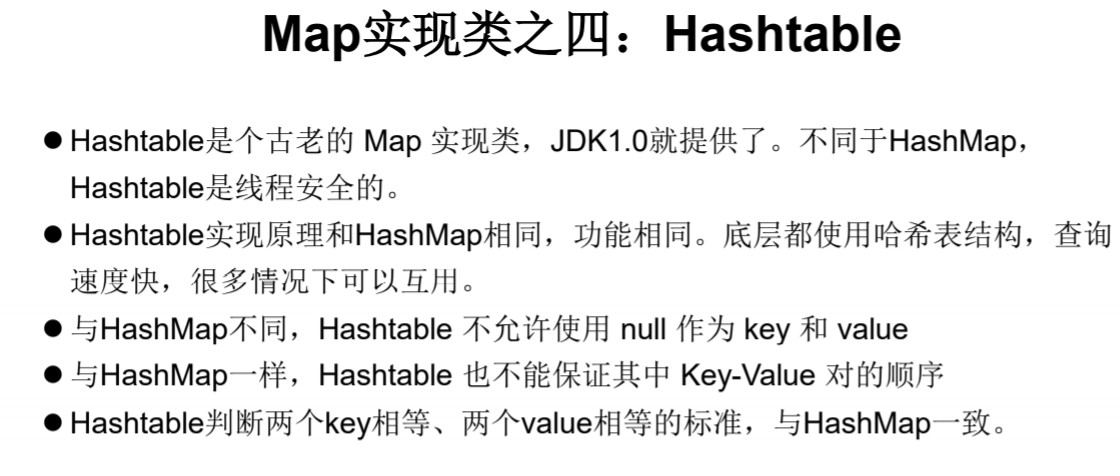 Map实现类之四：Hashtable
● Hashtable是个古老的 Map 实现类，JDK1.0就提供了。不同于HashMap，
Hashtable是线程安全的。
● Hashtable实现原理和HashMap相同，功能相同。底层都使用哈希表结构，查询
速度快，很多情况下可以互用。
● 与HashMap不同，Hashtable 不允许使用 null 作为 key 和 value
● 与HashMap一样，Hashtable 也不能保证其中 Key-Value 对的顺序
● Hashtable判断两个key相等、两个value相等的标准，与HashMap一致。